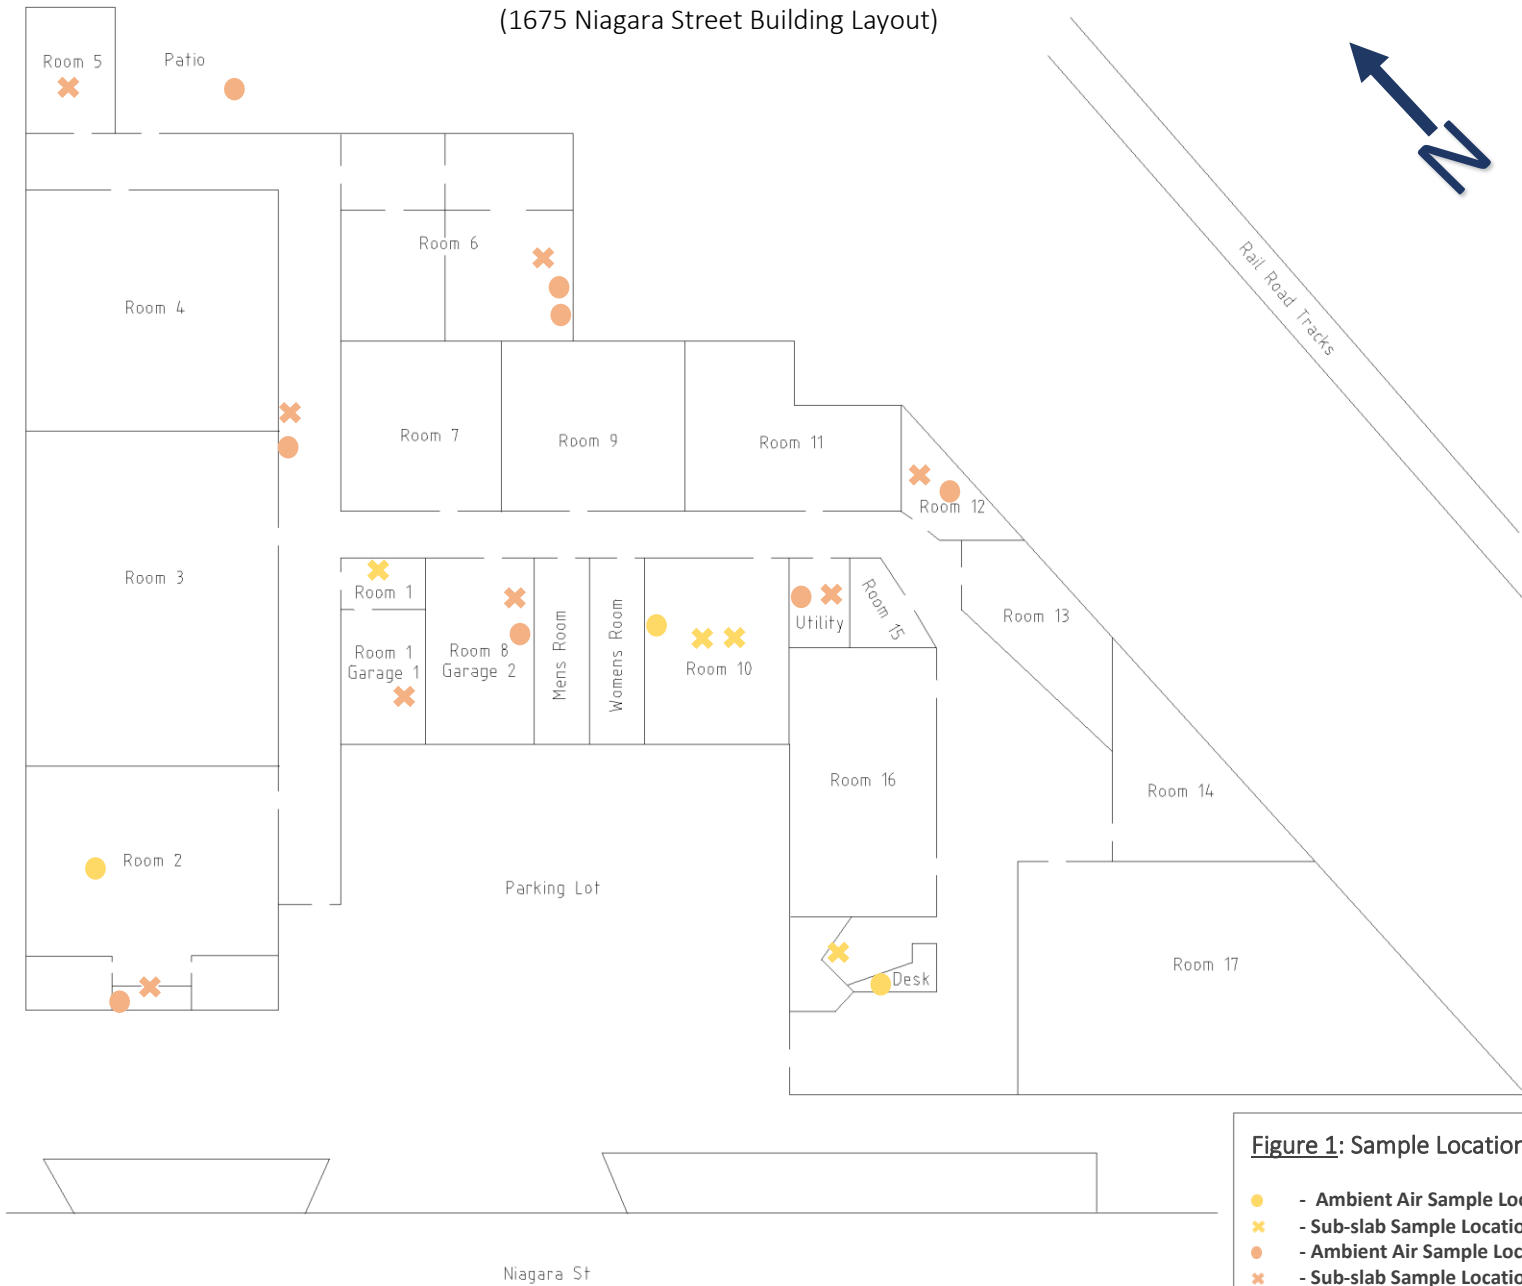 (1675 Niagara Street Building Layout)
Room 5
Patio
N
Room 6
Rail Road Tracks
Room 4
Room 7
Room 9
Room 11
Room 12
Room 3
Room 1
Room 1
Garage 1
Room 8
Garage 2
Mens Room
Womens Room
Room 10
Utility
Room 15
Room 13
Room 16
Room 14
Room 2
Parking Lot
Desk
Room 17
Figure 1: Sample Location
- Ambient Air Sample Loc
- Sub-slab Sample Locatio
- Ambient Air Sample Loc
- Sub-slab Sample Location
Niagara St